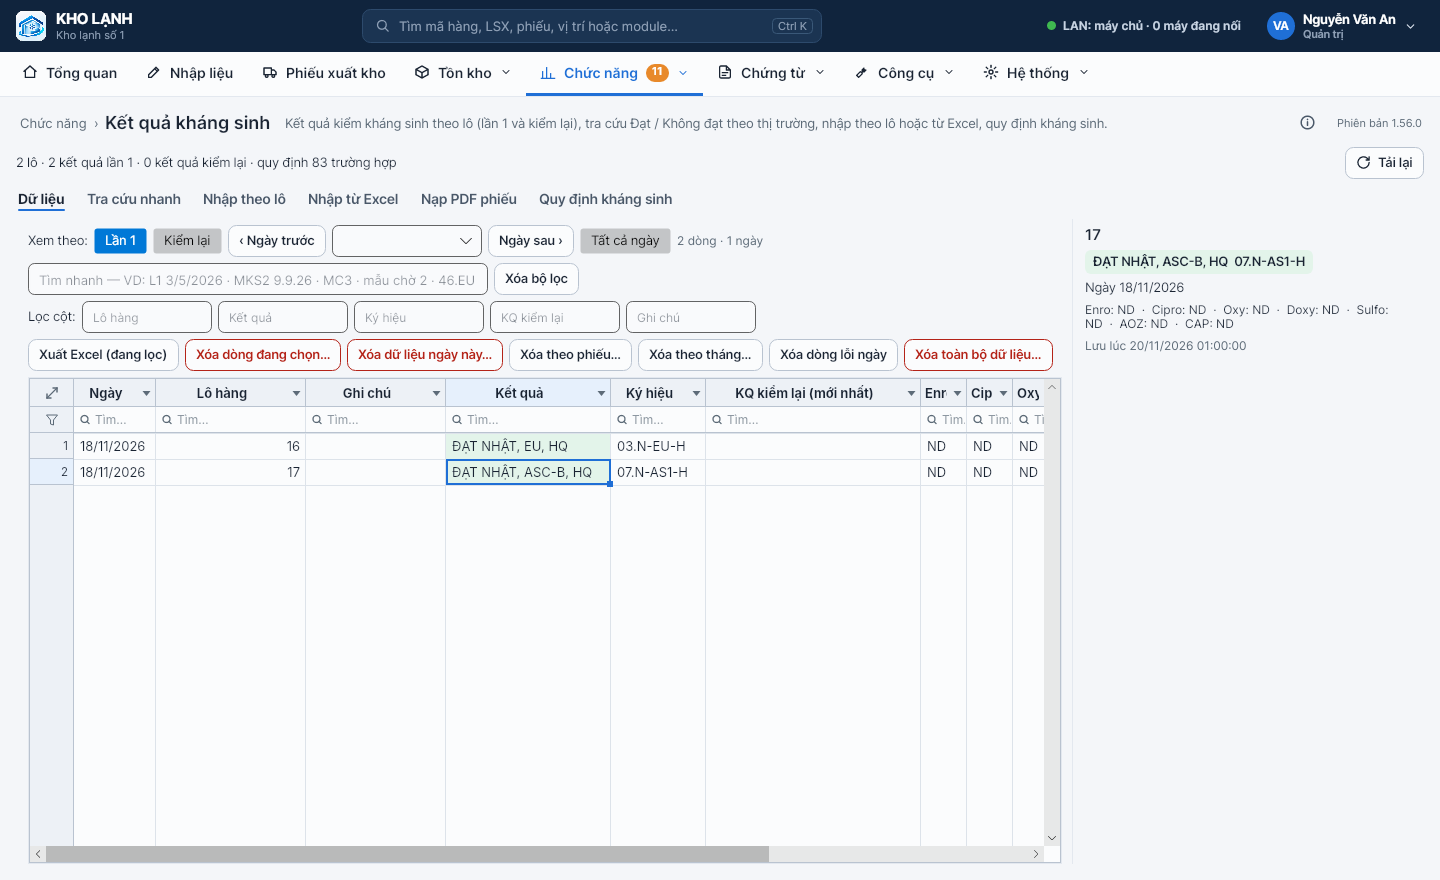 KHO LẠNH
Kho lạnh số 1
Tìm mã hàng, LSX, phiếu, vị trí hoặc module... Ctrl K
LAN: máy chủ · 0 máy đang nối
VA Nguyễn Văn An
Quản trị
Tổng quan Nhập liệu Phiếu xuất kho Tồn kho Chức năng 11 Chứng từ Công cụ Hệ thống
Chức năng › Kết quả kháng sinh Kết quả kiểm kháng sinh theo lô (lần 1 và kiểm lại), tra cứu Đạt / Không đạt theo thị trường, nhập theo lô hoặc từ Excel, quy định kháng sinh. Phiên bản 1.56.0
2 lô · 2 kết quả lần 1 · 0 kết quả kiểm lại · quy định 83 trường hợp Tải lại
Dữ liệu Tra cứu nhanh Nhập theo lô Nhập từ Excel Nạp PDF phiếu Quy định kháng sinh
Xem theo: Lần 1 Kiểm lại ‹ Ngày trước Ngày sau › Tất cả ngày 2 dòng · 1 ngày
Tìm nhanh — VD: L1 3/5/2026 · MKS2 9.9.26 · MC3 · mẫu chờ 2 · 46.EU Xóa bộ lọc
Lọc cột: Lô hàng Kết quả Ký hiệu KQ kiểm lại Ghi chú
Xuất Excel (đang lọc) Xóa dòng đang chọn... Xóa dữ liệu ngày này... Xóa theo phiếu... Xóa theo tháng... Xóa dòng lỗi ngày Xóa toàn bộ dữ liệu...
Ngày Lô hàng Ghi chú Kết quả Ký hiệu KQ kiểm lại (mới nhất) Enr Cip Oxy
Tìm... Tìm... Tìm... Tìm... Tìm... Tìm... Tìm. Tìm. Tì
1 18/11/2026 16 ĐẠT NHẬT, EU, HQ 03.N-EU-H ND ND ND
2 18/11/2026 17 ĐẠT NHẬT, ASC-B, HQ 07.N-AS1-H ND ND ND
17
ĐẠT NHẬT, ASC-B, HQ 07.N-AS1-H
Ngày 18/11/2026
Enro: ND · Cipro: ND · Oxy: ND · Doxy: ND · Sulfo:
ND · AOZ: ND · CAP: ND
Lưu lúc 20/11/2026 01:00:00